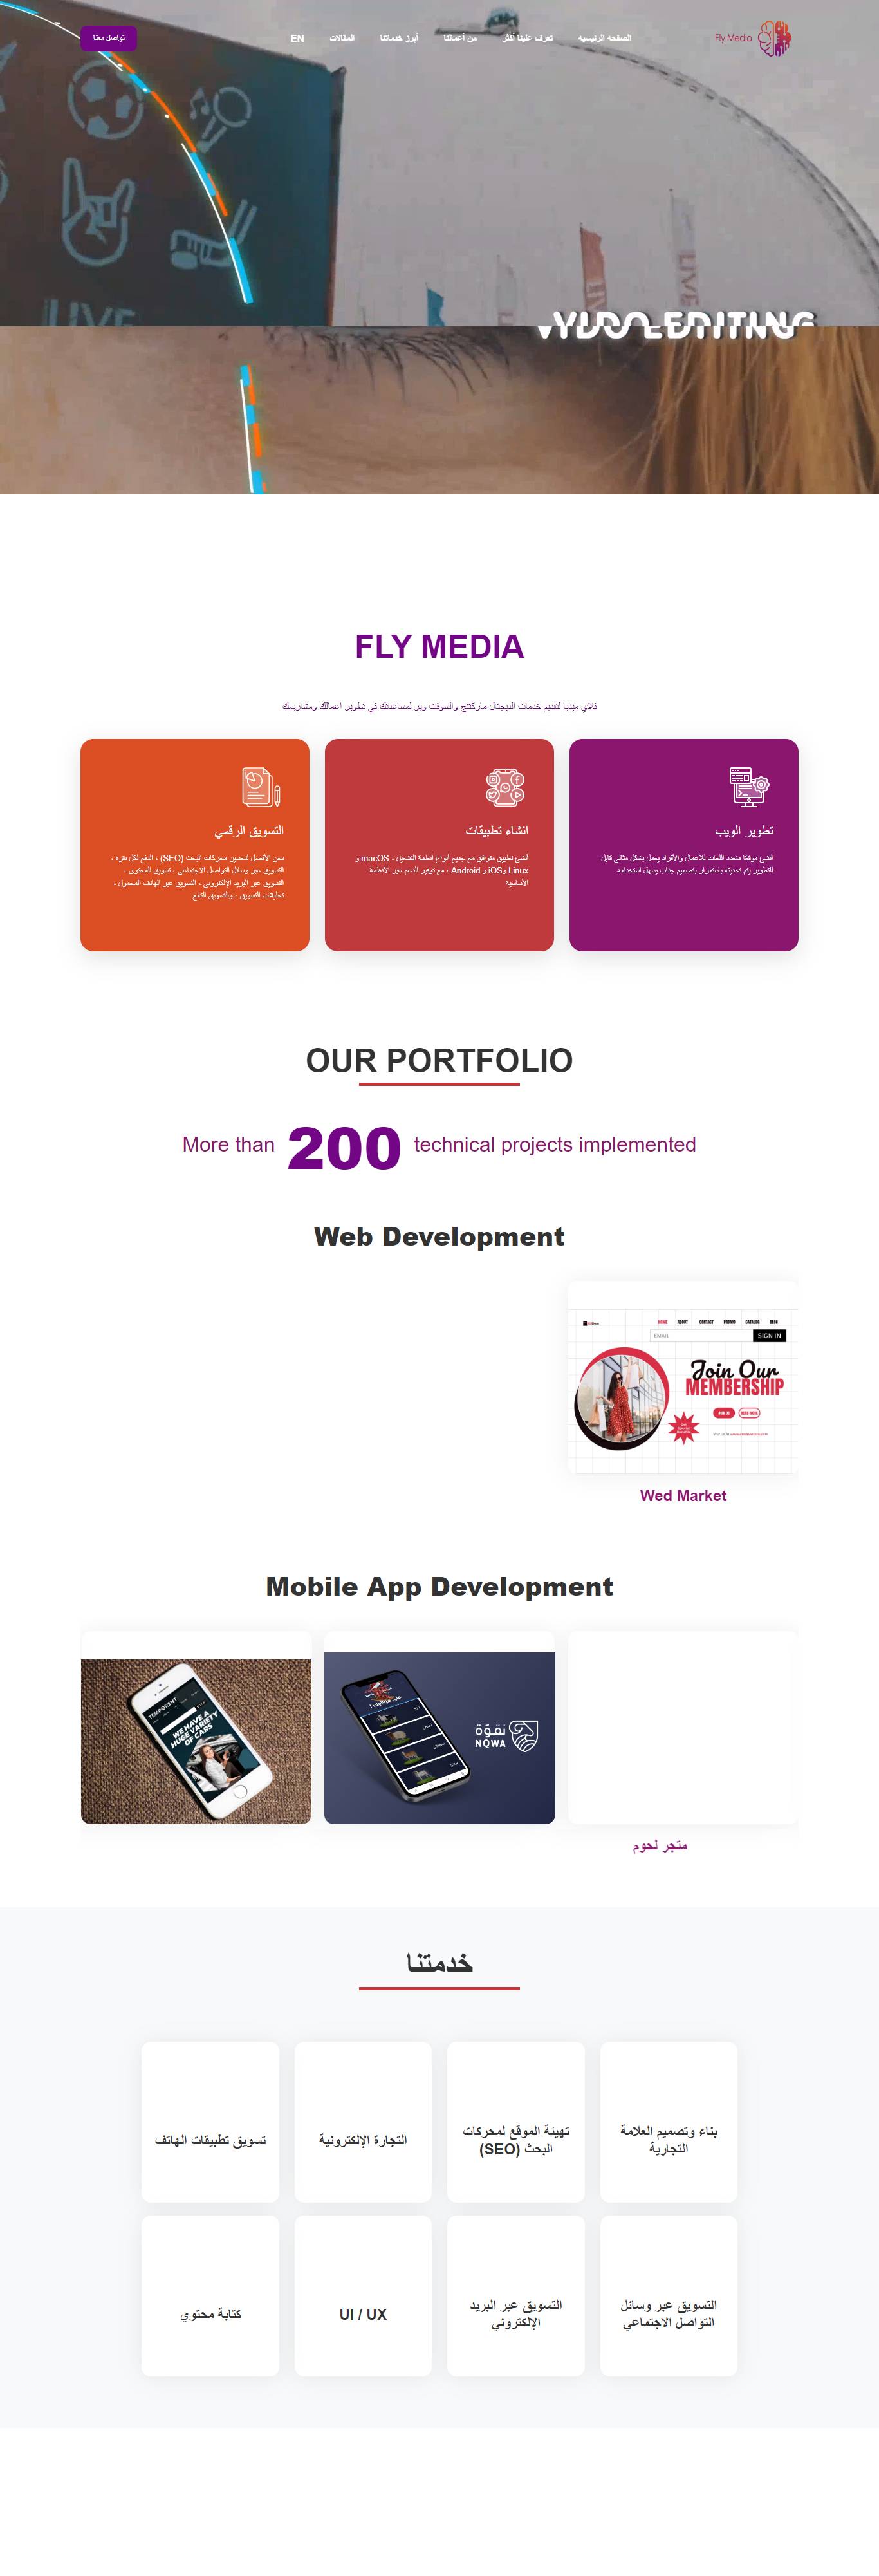 Fly Media
الصفحه الرئيسيه
تعرف علينا أكثر
من أعمالنا
أبرز خدماتنا
المقالات
EN
تواصل معنا
LIVE
LIVE
LIVE
FLY MEDIA
فلاي ميديا لتقديم خدمات الديجتال ماركتنج والسوفت وير لمساعدتك في تطوير اعمالك ومشاريعك
تطوير الويب
أنشئ موقعًا متعدد اللغات للأعمال والأفراد يعمل بشكل مثالي قابل
للتطوير يتم تحديثه باستمرار بتصميم جذاب يسهل استخدامه
انشاء تطبيقات
أنشئ تطبيق متوافق مع جميع أنواع أنظمة التشغيل ، macOS و
Linux وiOS و Android ، مع توفير الدعم عبر الأنظمة
الأساسية
التسويق الرقمي
نحن الأفضل لتحسين محركات البحث (SEO) ، الدفع لكل نقرة ،
التسويق عبر وسائل التواصل الاجتماعي ، تسويق المحتوى ،
التسويق عبر البريد الإلكتروني ، التسويق عبر الهاتف المحمول ،
تحليلات التسويق ، والتسويق التابع
OUR PORTFOLIO
More than 200 technical projects implemented
Web Development
HOME ABOUT CONTACT PROMO CATALOG BLOG
EMAIL SIGN IN
Join Our
MEMBERSHIP
JOIN US READ MORE
Wed Market
Mobile App Development
TEMPORENT
WE HAVE A
HUGE VARIETY
OF CARS
نقوة
NQWA
متجر لحوم
خدمتنا
بناء وتصميم العلامة
التجارية
تهيئة الموقع لمحركات
البحث (SEO)
التجارة الإلكترونية
تسويق تطبيقات الهاتف
التسويق عبر وسائل
التواصل الاجتماعي
التسويق عبر البريد
الإلكتروني
UI / UX
كتابة محتوي